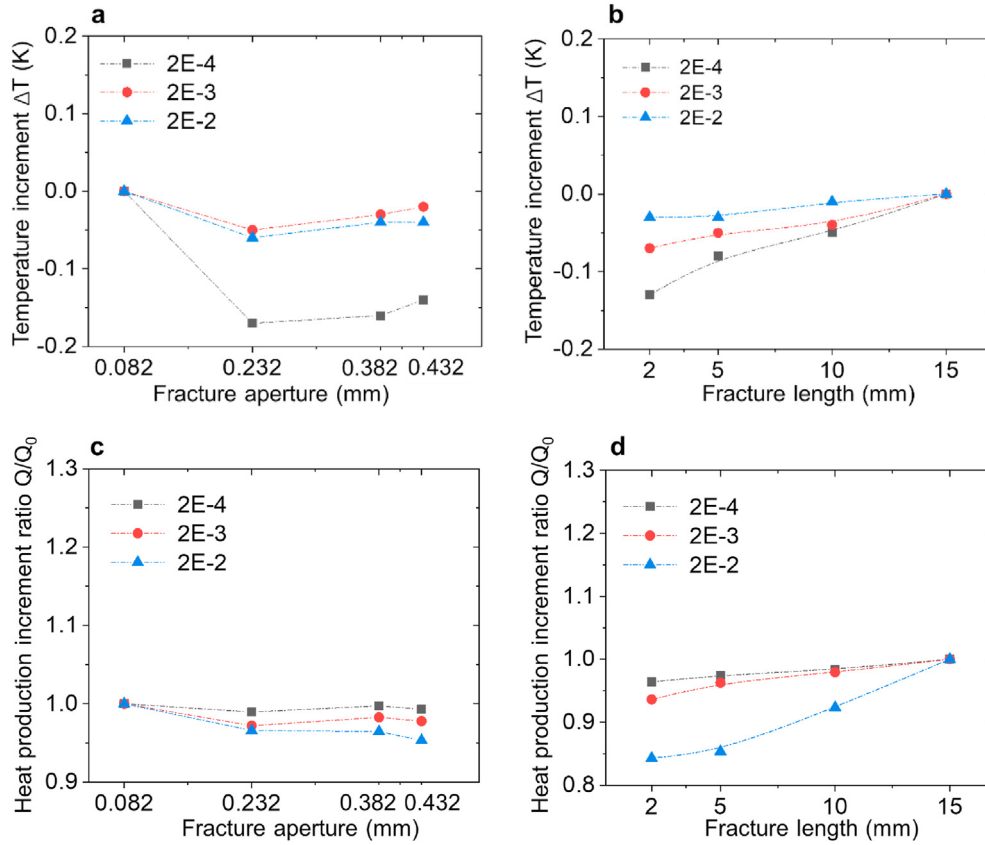 a
Temperature increment ΔT (K)
0.2
0.1
0.0
-0.1
-0.2
2E-4
2E-3
2E-2
0.082
0.232
0.382
0.432
Fracture aperture (mm)
b
Temperature increment ΔT (K)
0.2
0.1
0.0
-0.1
-0.2
2E-4
2E-3
2E-2
2
5
10
15
Fracture length (mm)
c
Heat production increment ratio Q/Q₀
1.3
1.2
1.1
1.0
0.9
2E-4
2E-3
2E-2
0.082
0.232
0.382
0.432
Fracture aperture (mm)
d
Heat production increment ratio Q/Q₀
1.3
1.2
1.1
1.0
0.9
0.8
2E-4
2E-3
2E-2
2
5
10
15
Fracture length (mm)